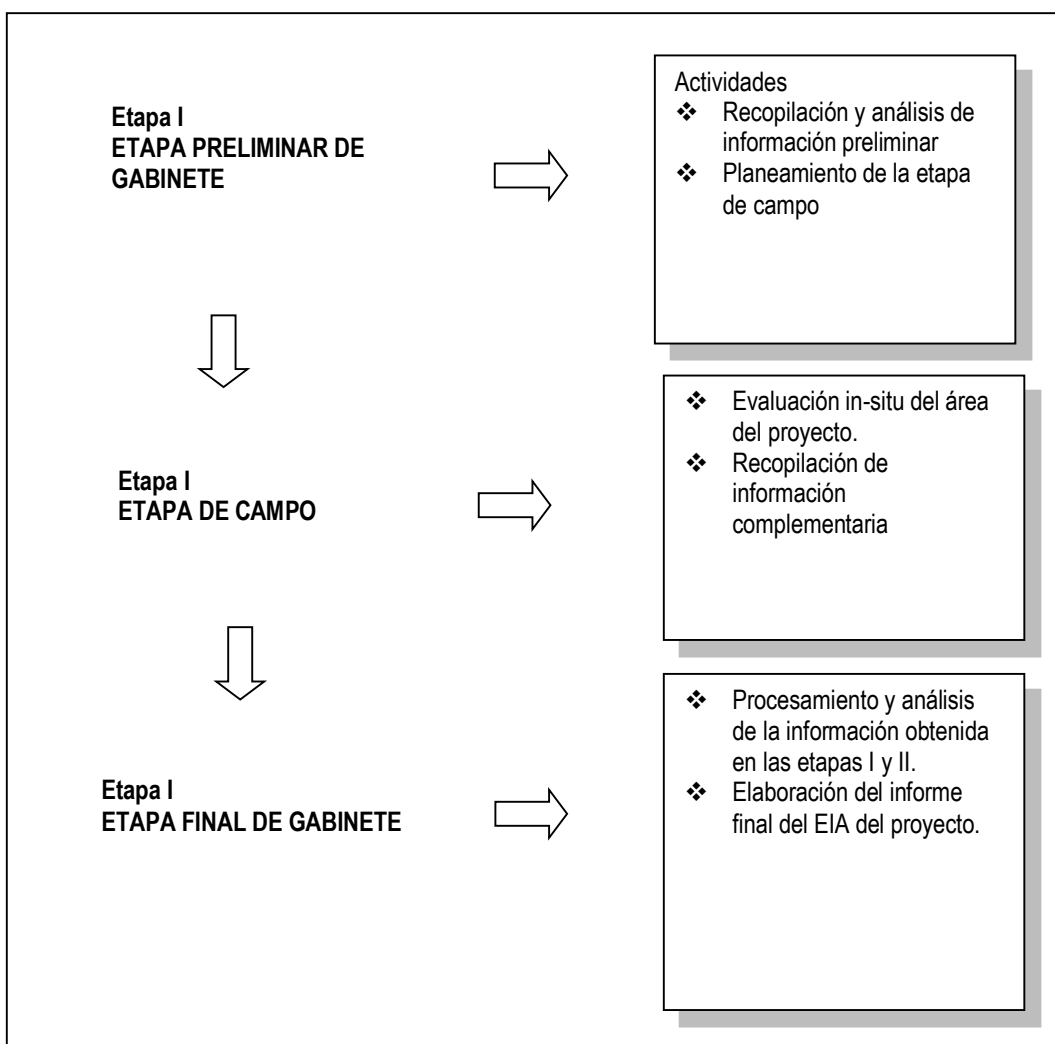 Etapa I
ETAPA PRELIMINAR DE
GABINETE
Actividades
❖ Recopilación y análisis de
información preliminar
❖ Planeamiento de la etapa
de campo
Etapa I
ETAPA DE CAMPO
❖ Evaluación in-situ del área
del proyecto.
❖ Recopilación de
información
complementaria
Etapa I
ETAPA FINAL DE GABINETE
❖ Procesamiento y análisis
de la información obtenida
en las etapas I y II.
❖ Elaboración del informe
final del EIA del proyecto.